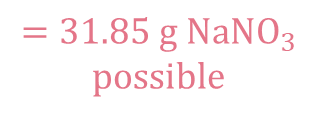 = 31.85 g NaNO₃
possible